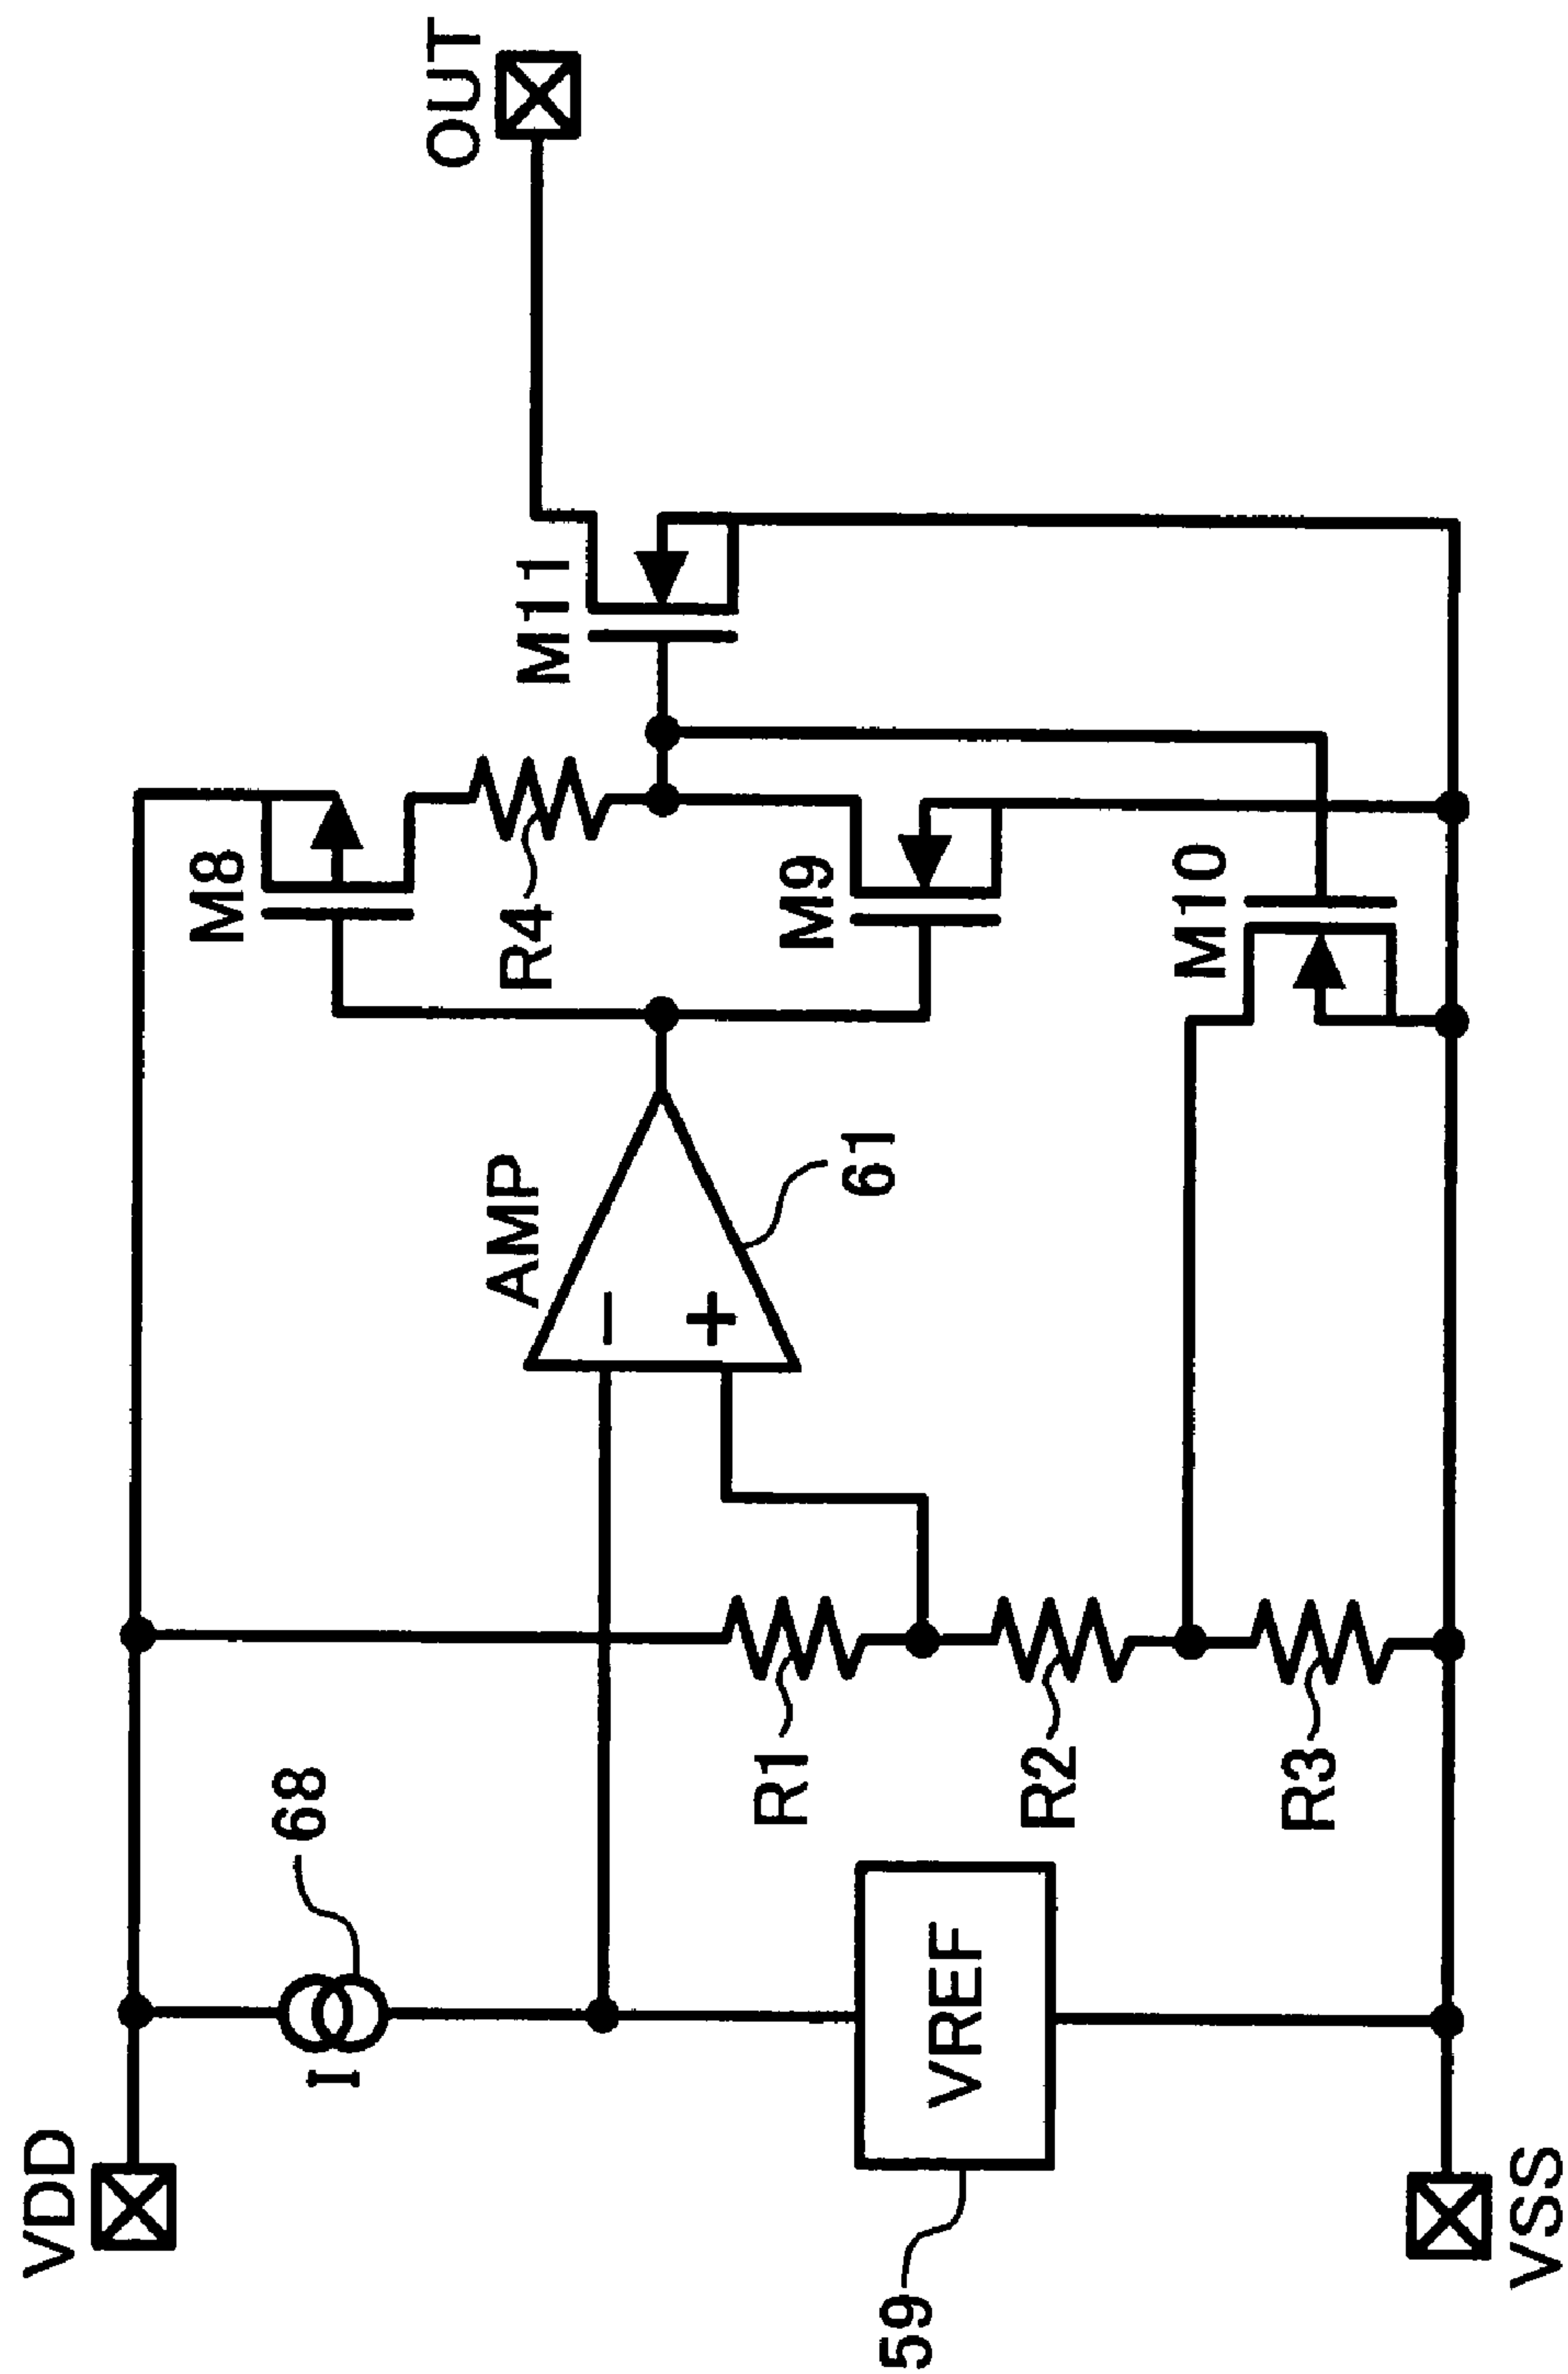 VDD
I
68
VREF
59
VSS
R1
R2
R3
AMP
−
+
61
M8
R4
M9
M10
M11
OUT